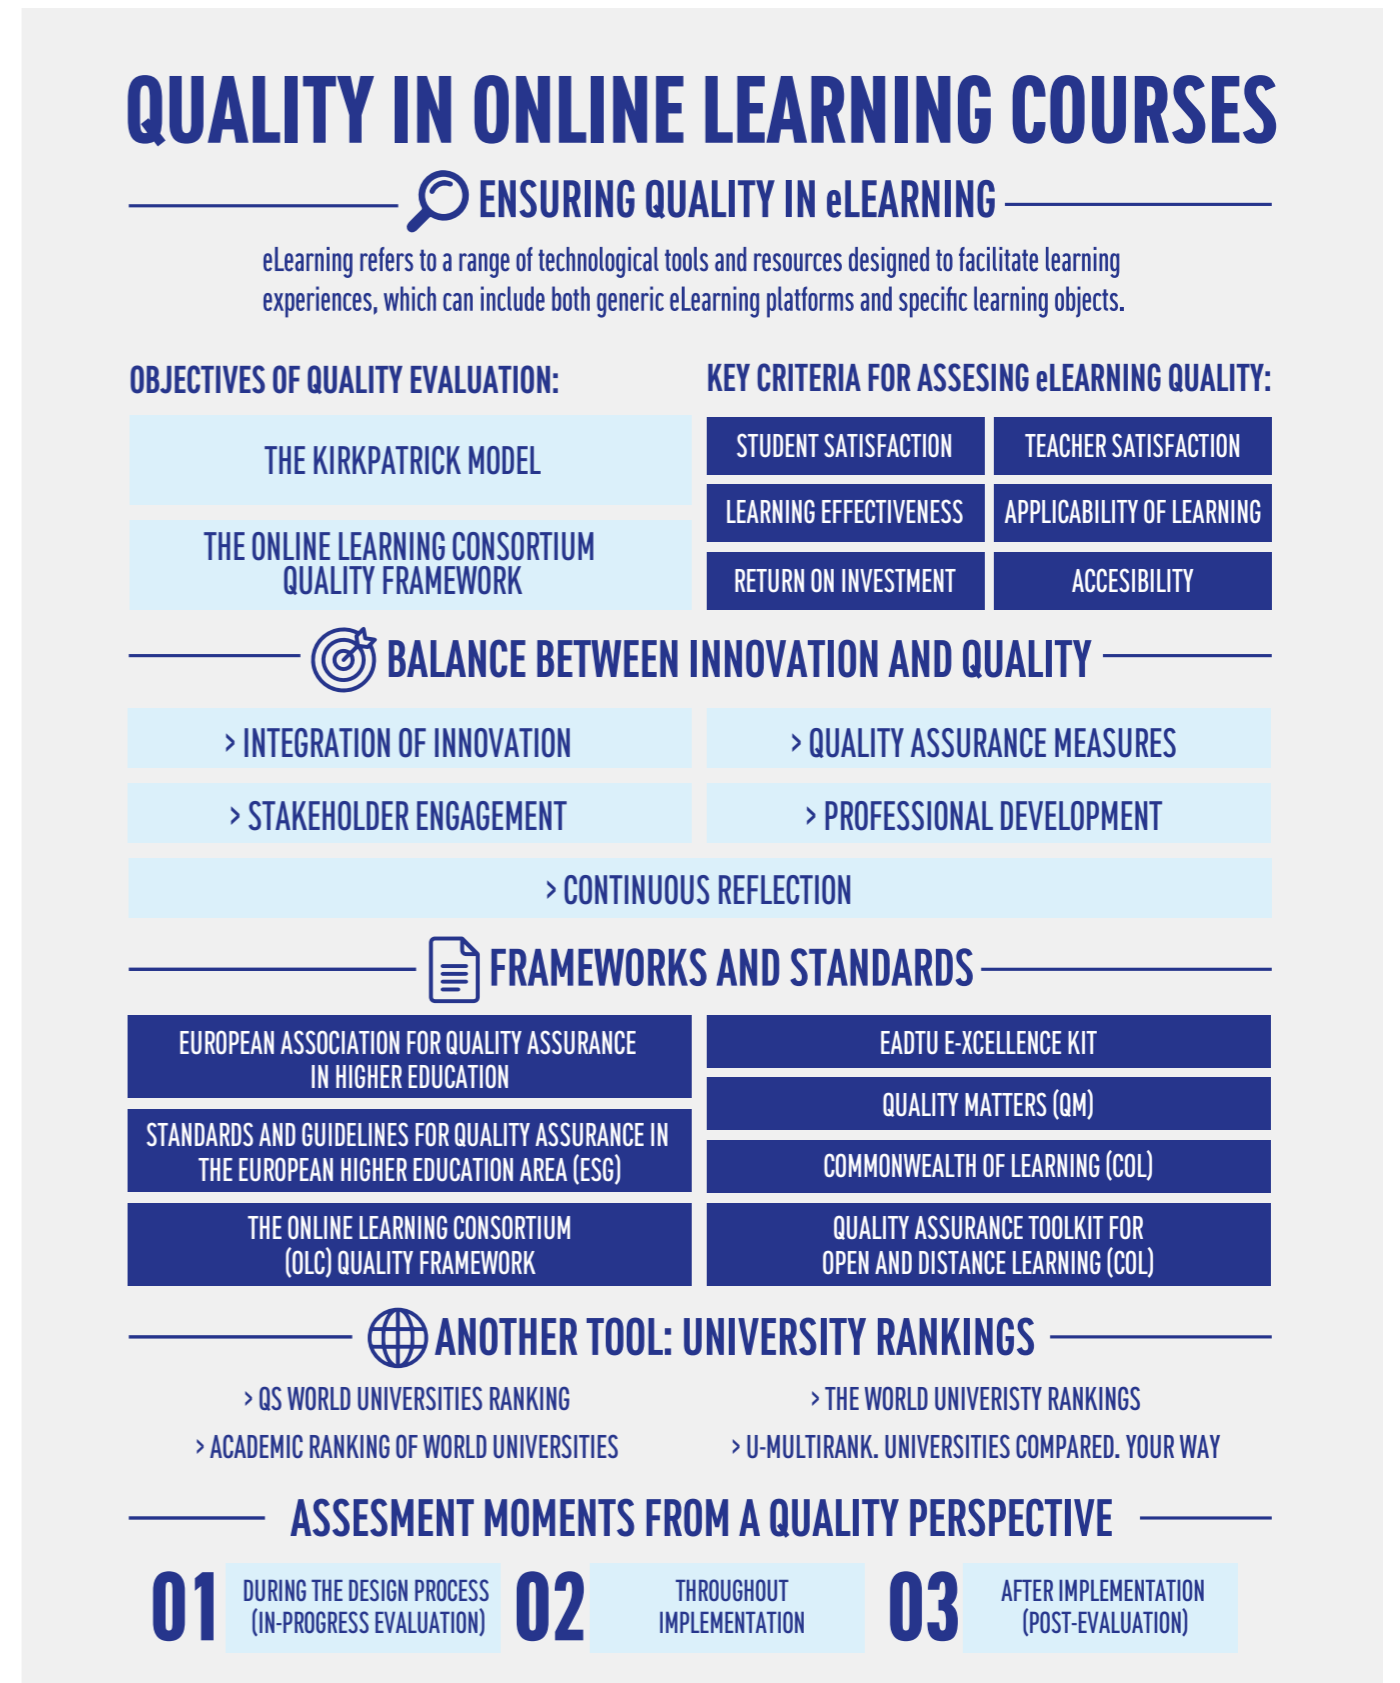 QUALITY IN ONLINE LEARNING COURSES
ENSURING QUALITY IN eLEARNING
eLearning refers to a range of technological tools and resources designed to facilitate learning
experiences, which can include both generic eLearning platforms and specific learning objects.
OBJECTIVES OF QUALITY EVALUATION:
THE KIRKPATRICK MODEL
THE ONLINE LEARNING CONSORTIUM
QUALITY FRAMEWORK
KEY CRITERIA FOR ASSESING eLEARNING QUALITY:
STUDENT SATISFACTION
TEACHER SATISFACTION
LEARNING EFFECTIVENESS
APPLICABILITY OF LEARNING
RETURN ON INVESTMENT
ACCESIBILITY
BALANCE BETWEEN INNOVATION AND QUALITY
> INTEGRATION OF INNOVATION
> QUALITY ASSURANCE MEASURES
> STAKEHOLDER ENGAGEMENT
> PROFESSIONAL DEVELOPMENT
> CONTINUOUS REFLECTION
FRAMEWORKS AND STANDARDS
EUROPEAN ASSOCIATION FOR QUALITY ASSURANCE
IN HIGHER EDUCATION
STANDARDS AND GUIDELINES FOR QUALITY ASSURANCE IN
THE EUROPEAN HIGHER EDUCATION AREA (ESG)
THE ONLINE LEARNING CONSORTIUM
(OLC) QUALITY FRAMEWORK
EADTU E-XCELLENCE KIT
QUALITY MATTERS (QM)
COMMONWEALTH OF LEARNING (COL)
QUALITY ASSURANCE TOOLKIT FOR
OPEN AND DISTANCE LEARNING (COL)
ANOTHER TOOL: UNIVERSITY RANKINGS
> QS WORLD UNIVERSITIES RANKING
> THE WORLD UNIVERISTY RANKINGS
> ACADEMIC RANKING OF WORLD UNIVERSITIES
> U-MULTIRANK. UNIVERSITIES COMPARED. YOUR WAY
ASSESMENT MOMENTS FROM A QUALITY PERSPECTIVE
01
DURING THE DESIGN PROCESS
(IN-PROGRESS EVALUATION)
02
THROUGHOUT
IMPLEMENTATION
03
AFTER IMPLEMENTATION
(POST-EVALUATION)